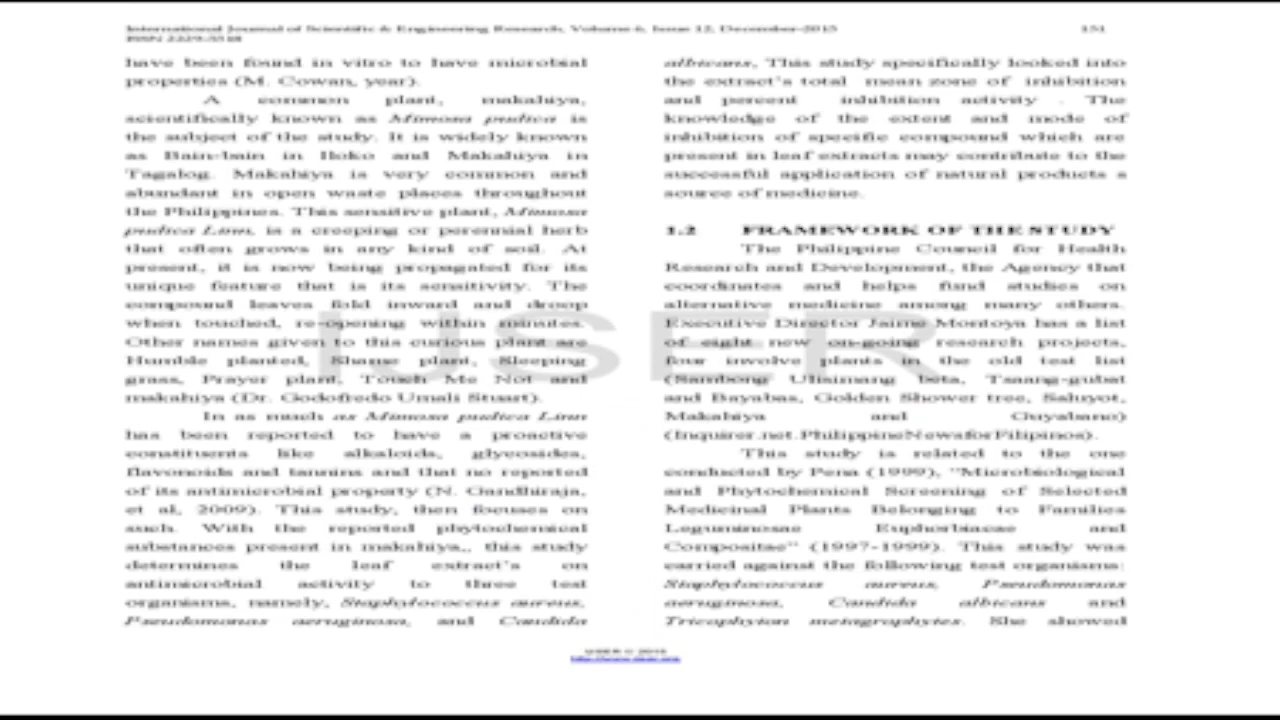 International Journal of Scientific & Engineering Research, Volume 6, Issue 12, December-2015 151
ISSN 2229-5518
have been found in vitro to have microbial
properties (M. Cowan, year).
A common plant, makahiya,
scientifically known as Mimosa pudica is
the subject of the study. It is widely known
as Bain-bain in Iloko and Makahiya in
Tagalog. Makahiya is very common and
abundant in open waste places throughout
the Philippines. This sensitive plant, Mimosa
pudica Linn, is a creeping or perennial herb
that often grows in any kind of soil. At
present, it is now being propagated for its
unique feature that is its sensitivity. The
compound leaves fold inward and droop
when touched, re-opening within minutes.
Other names given to this curious plant are
Humble planted, Shame plant, Sleeping
grass, Prayer plant, Touch Me Not and
makahiya (Dr. Godofredo Umali Stuart).
In as much as Mimosa pudica Linn
has been reported to have a proactive
constituents like alkaloids, glycosides,
flavonoids and tannins and that no reported
of its antimicrobial property (N. Gandhiraja,
et al, 2009). This study, then focuses on
such. With the reported phytochemical
substances present in makahiya,, this study
determines the leaf extract's on
antimicrobial activity to three test
organisms, namely, Staphylococcus aureus,
Pseudomonas aeruginosa, and Candida
albicans, This study specifically looked into
the extract's total mean zone of inhibition
and percent inhibition activity . The
knowledge of the extent and mode of
inhibition of specific compound which are
present in leaf extracts may contribute to the
successful application of natural products a
source of medicine.
1.2 FRAMEWORK OF THE STUDY
The Philippine Council for Health
Research and Development, the Agency that
coordinates and helps fund studies on
alternative medicine among many others.
Executive Director Jaime Montoya has a list
of eight new on-going research projects,
four involve plants in the old test list
(Sambong Ulisimang beta, Tsaang-gubat
and Bayabas, Golden Shower tree, Saluyot,
Makahiya and Guyabano)
(Inquirer.net.PhilippineNewsforFilipinos).
This study is related to the one
conducted by Pena (1999), "Microbiological
and Phytochemical Screening of Selected
Medicinal Plants Belonging to Families
Leguminosae Euphorbiacae and
Compositae" (1997-1999). This study was
carried against the following test organisms:
Staphylococcus aureus, Pseudomonas
aeruginosa, Candida albicans and
Tricophyton metagrophytes. She showed
IJSER
IJSER © 2015
http://www.ijser.org